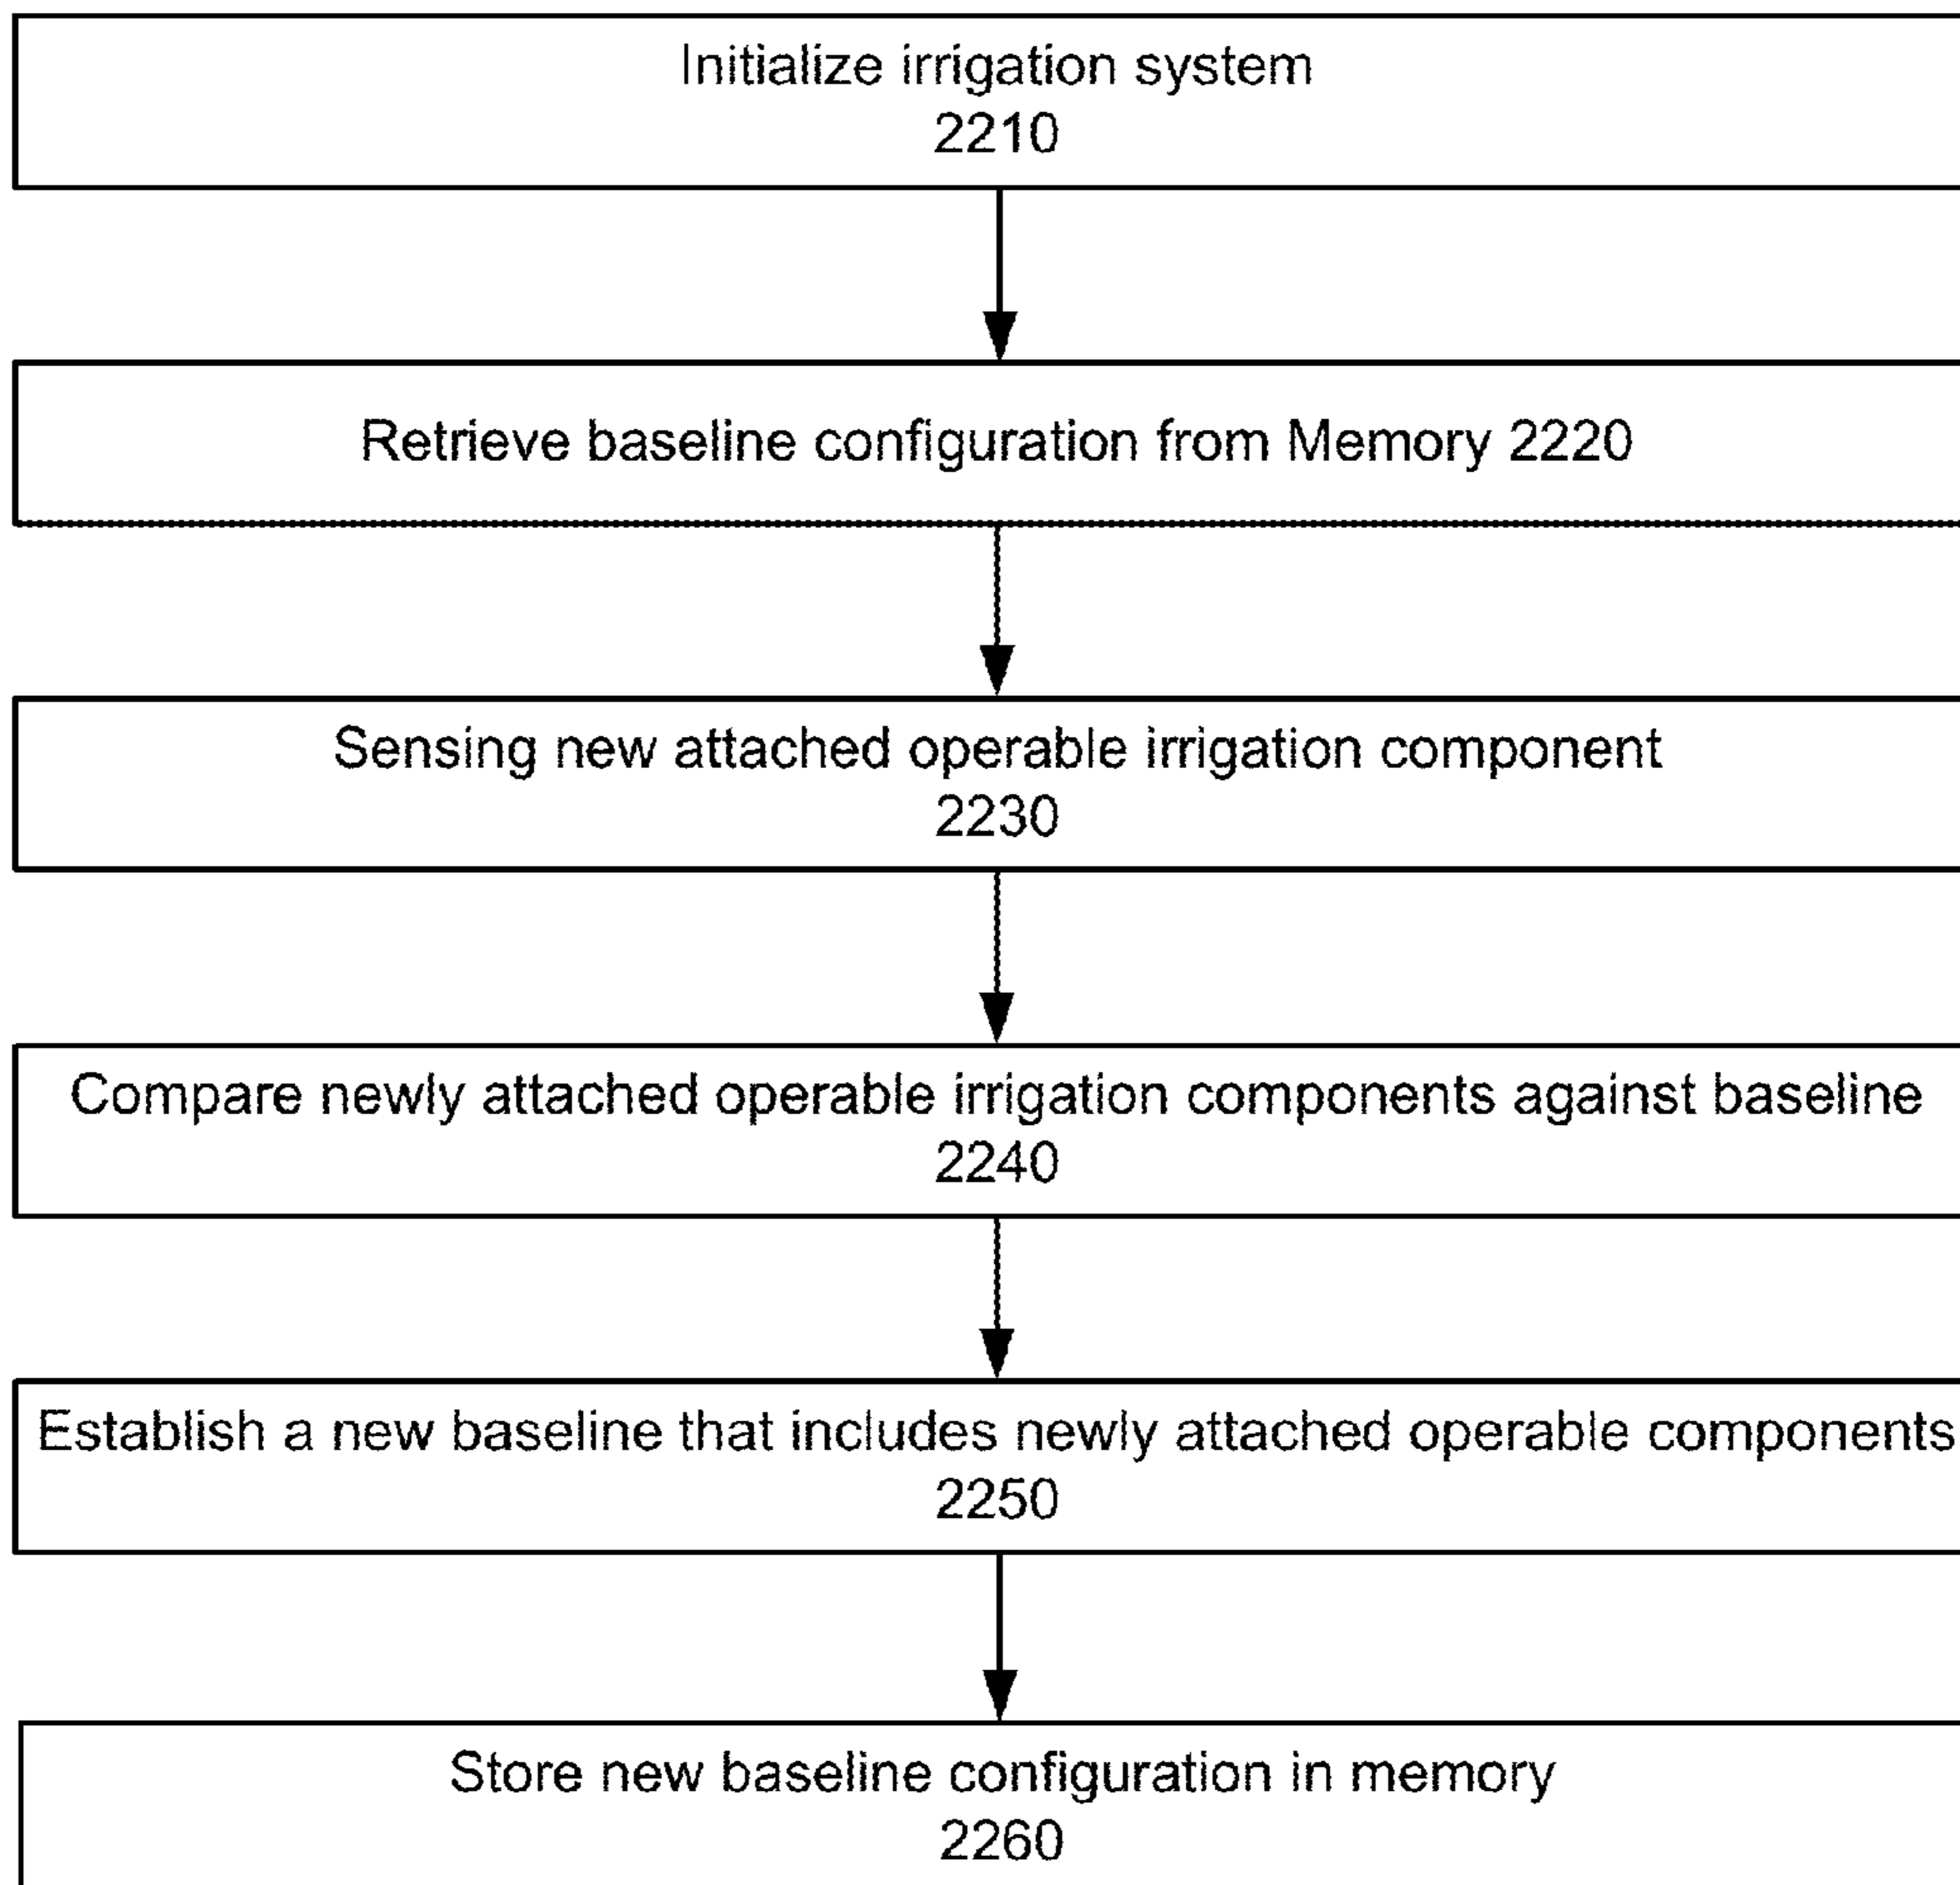 Initialize irrigation system
2210
Retrieve baseline configuration from Memory 2220
Sensing new attached operable irrigation component
2230
Compare newly attached operable irrigation components against baseline
2240
Establish a new baseline that includes newly attached operable components
2250
Store new baseline configuration in memory
2260